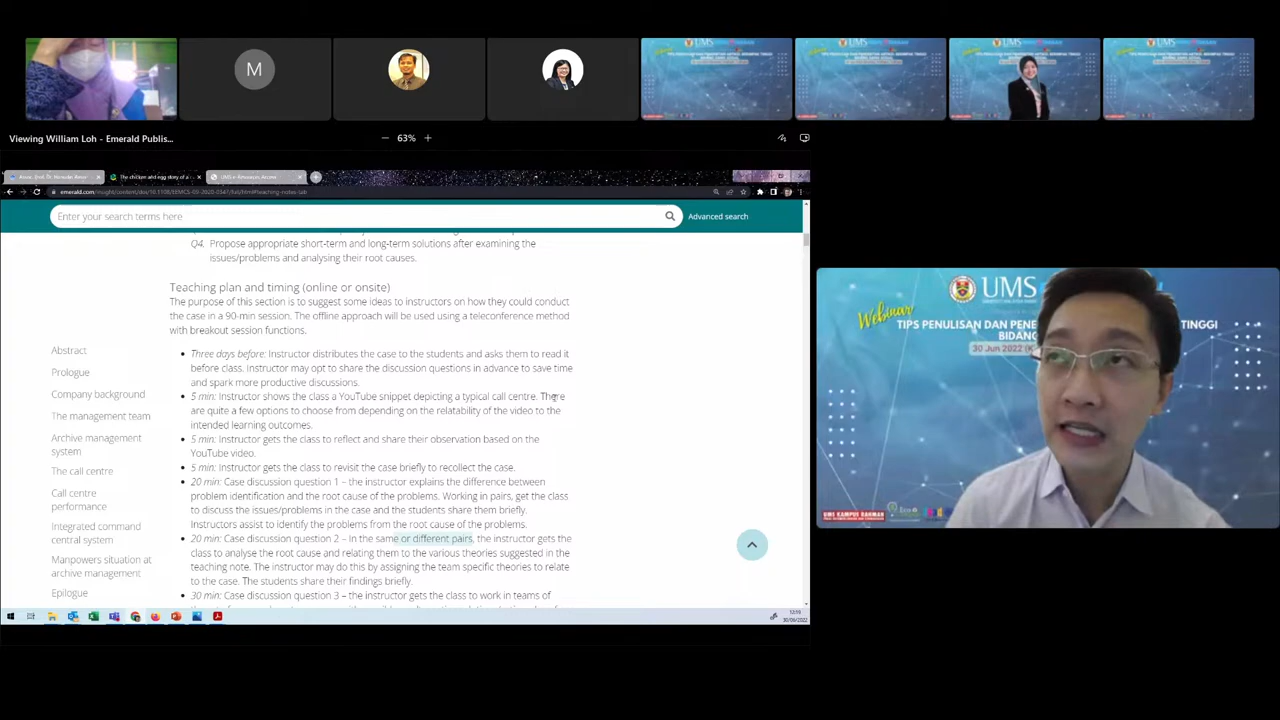 M
Viewing William Loh - Emerald Publis...
63%
The chicken and egg story of a
Enter your search terms here
Advanced search
Q4. Propose appropriate short-term and long-term solutions after examining the
issues/problems and analysing their root causes.
Teaching plan and timing (online or onsite)
The purpose of this section is to suggest some ideas to instructors on how they could conduct
the case in a 90-min session. The offline approach will be used using a teleconference method
with breakout session functions.
Three days before: Instructor distributes the case to the students and asks them to read it
before class. Instructor may opt to share the discussion questions in advance to save time
and spark more productive discussions.
5 min: Instructor shows the class a YouTube snippet depicting a typical call centre. There
are quite a few options to choose from depending on the relatability of the video to the
intended learning outcomes.
5 min: Instructor gets the class to reflect and share their observation based on the
YouTube video.
5 min: Instructor gets the class to revisit the case briefly to recollect the case.
20 min: Case discussion question 1 – the instructor explains the difference between
problem identification and the root cause of the problems. Working in pairs, get the class
to discuss the issues/problems in the case and the students share them briefly.
Instructors assist to identify the problems from the root cause of the problems.
20 min: Case discussion question 2 – In the same or different pairs, the instructor gets the
class to analyse the root cause and relating them to the various theories suggested in the
teaching note. The instructor may do this by assigning the team specific theories to relate
to the case. The students share their findings briefly.
30 min: Case discussion question 3 – the instructor gets the class to work in teams of
Abstract
Prologue
Company background
The management team
Archive management
system
The call centre
Call centre
performance
Integrated command
central system
Manpowers situation at
archive management
Epilogue
12:19
30/06/2022
UMS
Webinar
TIPS PENULISAN DAN PENE
TINGGI
BIDANG
30 Jun 2022 (K
UMS KAMPUS RAHMAH